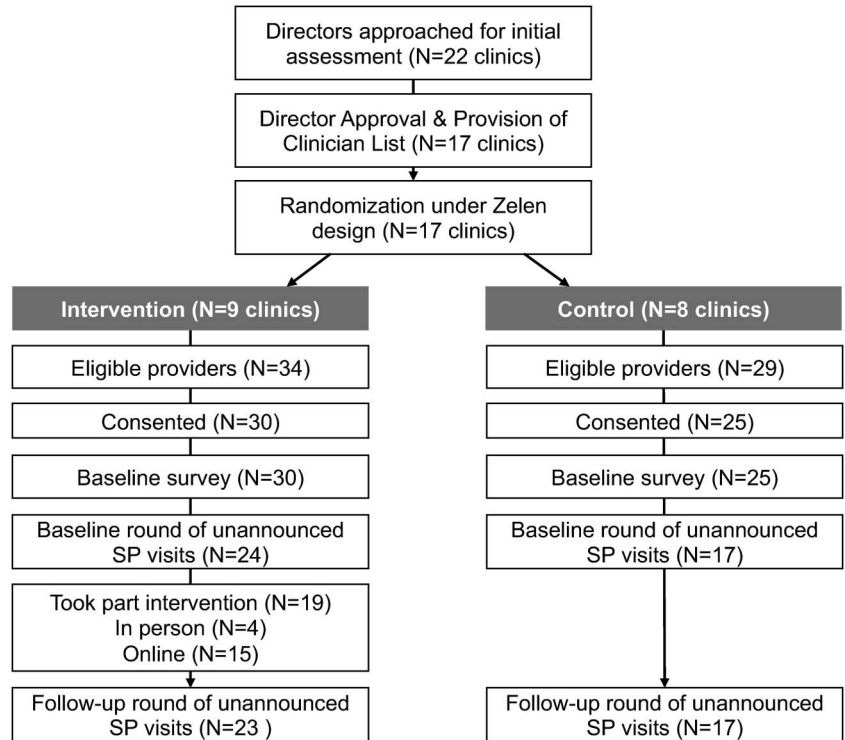 Directors approached for initial
assessment (N=22 clinics)
Director Approval & Provision of
Clinician List (N=17 clinics)
Randomization under Zelen
design (N=17 clinics)
Intervention (N=9 clinics)
Eligible providers (N=34)
Consented (N=30)
Baseline survey (N=30)
Baseline round of unannounced
SP visits (N=24)
Took part intervention (N=19)
In person (N=4)
Online (N=15)
Follow-up round of unannounced
SP visits (N=23 )
Control (N=8 clinics)
Eligible providers (N=29)
Consented (N=25)
Baseline survey (N=25)
Baseline round of unannounced
SP visits (N=17)
Follow-up round of unannounced
SP visits (N=17)